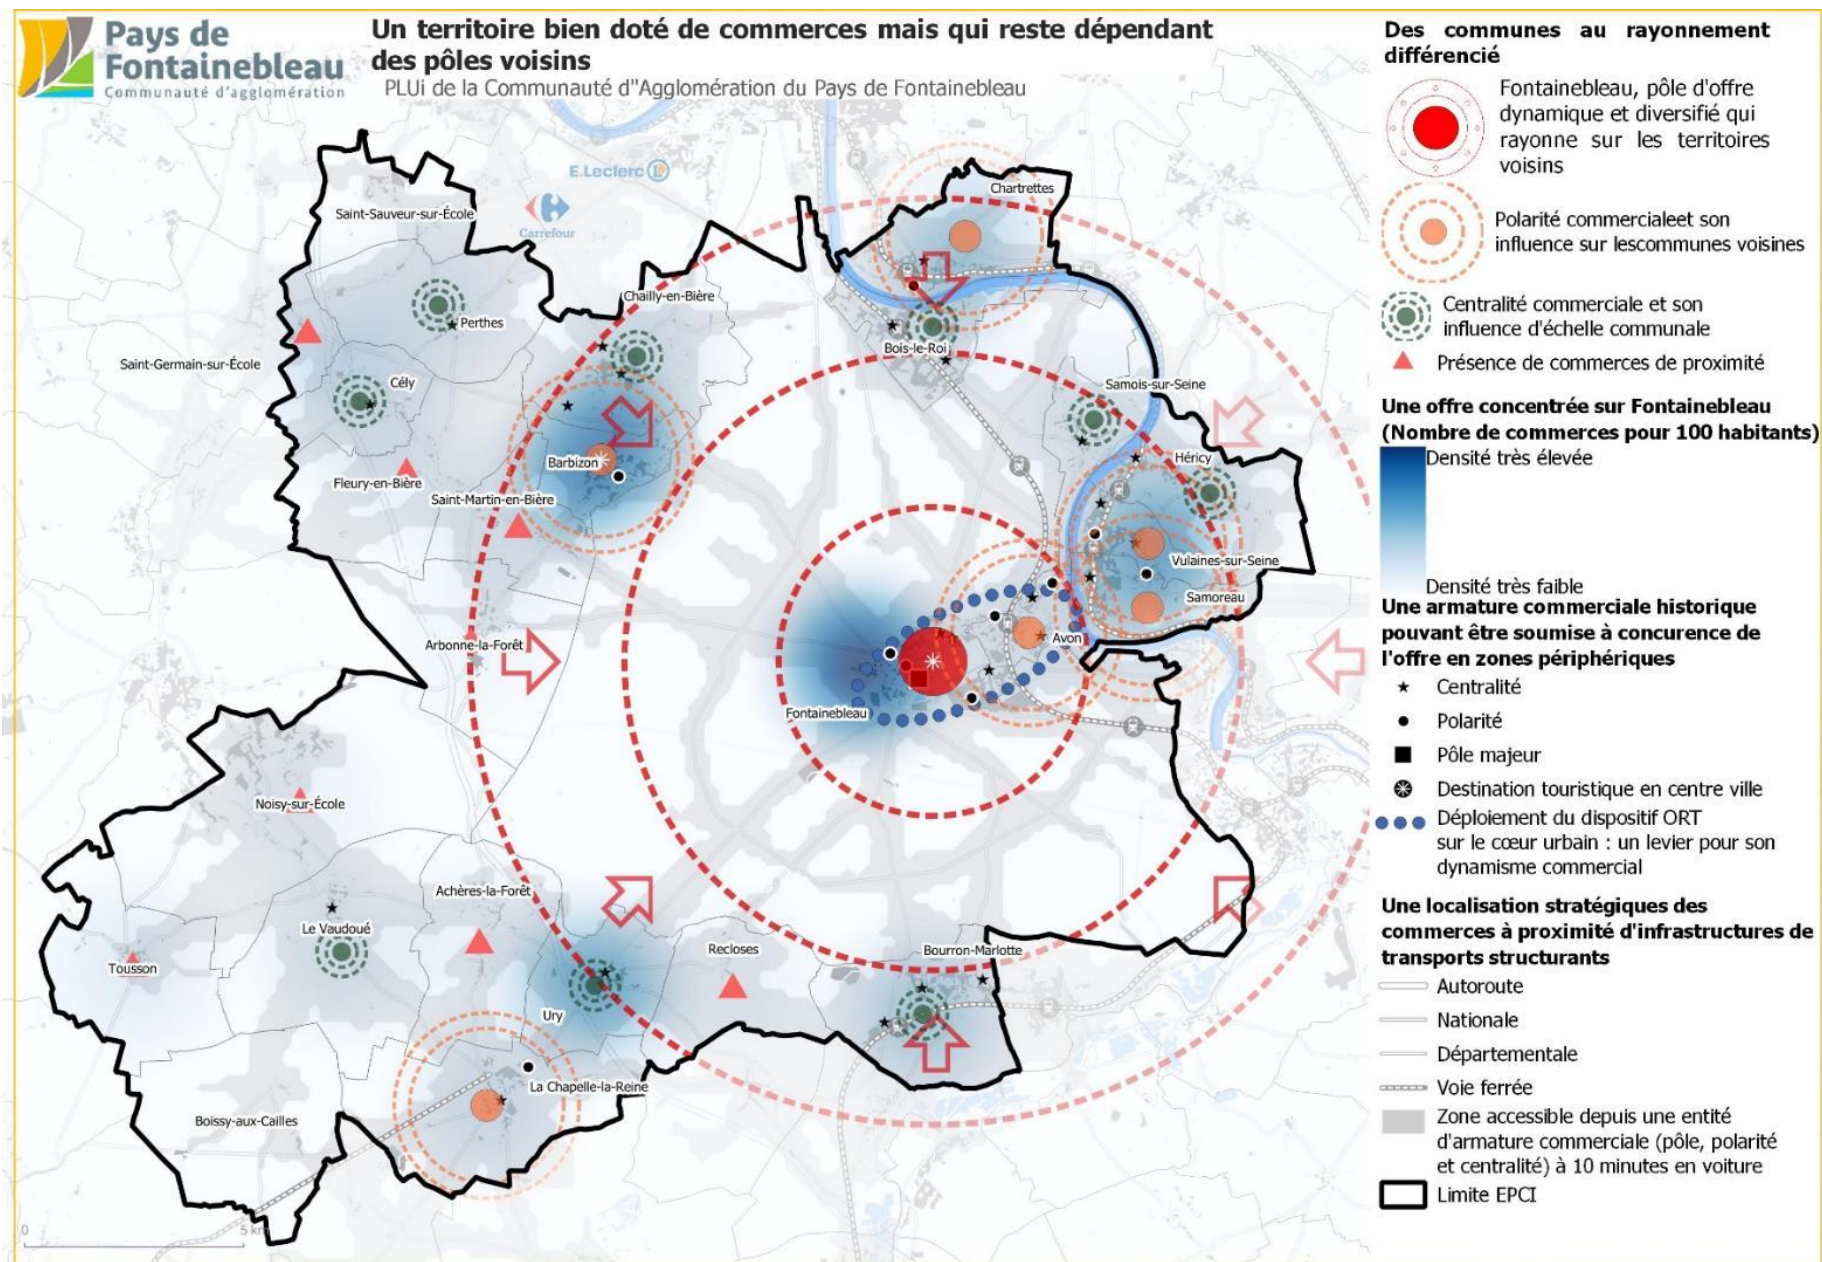 Pays de
Fontainebleau
Communauté d'agglomération
Un territoire bien doté de commerces mais qui reste dépendant
des pôles voisins
PLUi de la Communauté d"Agglomération du Pays de Fontainebleau
E.Leclerc L
Carrefour
Chartrettes
Saint-Sauveur-sur-École
Chailly-en-Bière
Perthes
Saint-Germain-sur-École
Cély
Bois-le-Roi
Samois-sur-Seine
Héricy
Barbizon
Fleury-en-Bière
Saint-Martin-en-Bière
Vulaines-sur-Seine
Samoreau
Avon
Arbonne-la-Forêt
Fontainebleau
Noisy-sur-École
Achères-la-Forêt
Le Vaudoué
Recloses
Bourron-Marlotte
Tousson
Ury
La Chapelle-la-Reine
Boissy-aux-Cailles
0
5 km
Des communes au rayonnement
différencié
Fontainebleau, pôle d'offre
dynamique et diversifié qui
rayonne sur les territoires
voisins
Polarité commercialeet son
influence sur lescommunes voisines
Centralité commerciale et son
influence d'échelle communale
Présence de commerces de proximité
Une offre concentrée sur Fontainebleau
(Nombre de commerces pour 100 habitants)
Densité très élevée
Densité très faible
Une armature commerciale historique
pouvant être soumise à concurence de
l'offre en zones périphériques
Centralité
Polarité
Pôle majeur
Destination touristique en centre ville
Déploiement du dispositif ORT
sur le cœur urbain : un levier pour son
dynamisme commercial
Une localisation stratégiques des
commerces à proximité d'infrastructures de
transports structurants
Autoroute
Nationale
Départementale
Voie ferrée
Zone accessible depuis une entité
d'armature commerciale (pôle, polarité
et centralité) à 10 minutes en voiture
Limite EPCI